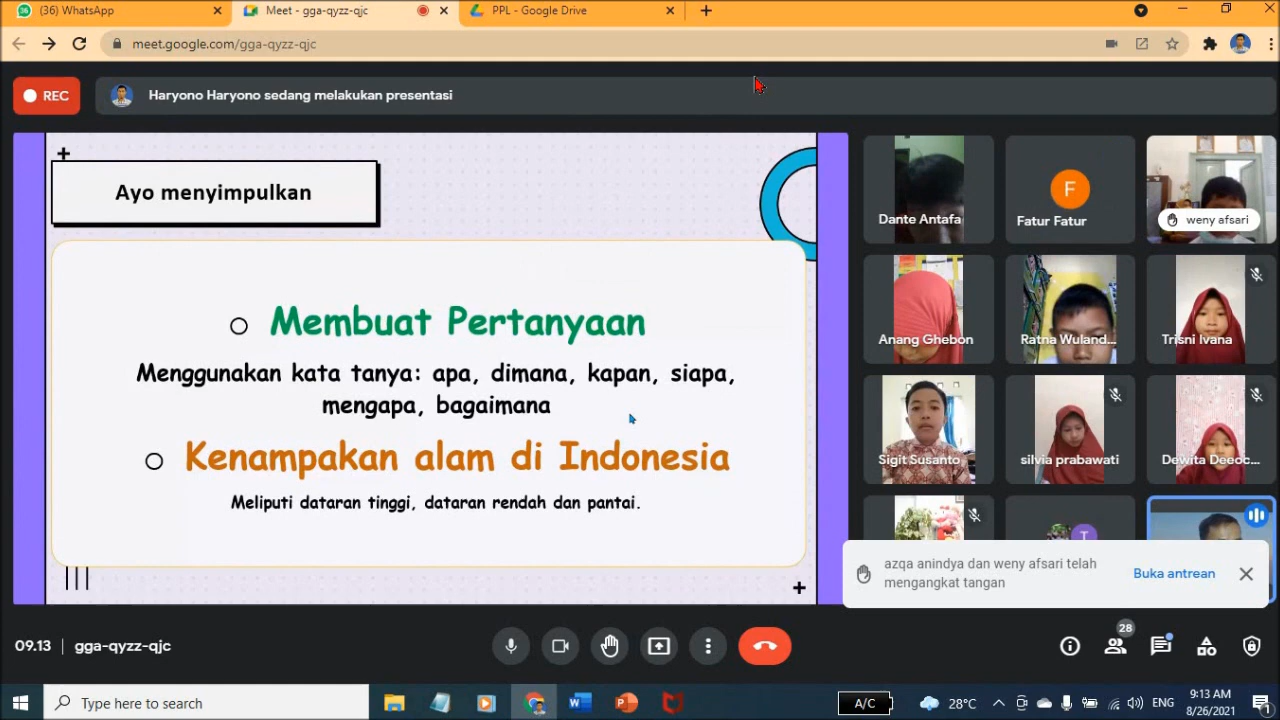 (36) WhatsApp
Meet - gga-qyzz-qjc
PPL - Google Drive
meet.google.com/gga-qyzz-qjc
REC
Haryono Haryono sedang melakukan presentasi
Ayo menyimpulkan
Membuat Pertanyaan
Menggunakan kata tanya: apa, dimana, kapan, siapa,
mengapa, bagaimana
Kenampakan alam di Indonesia
Meliputi dataran tinggi, dataran rendah dan pantai.
Dante Antafa
F
Fatur Fatur
weny afsari
Anang Ghebon
Ratna Wuland...
Trisni Ivana
Sigit Susanto
silvia prabawati
Dewita Deeoc...
T
azqa anindya dan weny afsari telah
mengangkat tangan
Buka antrean
09.13 | gga-qyzz-qjc
28
Type here to search
A/C
28°C
ENG
9:13 AM
8/26/2021
1